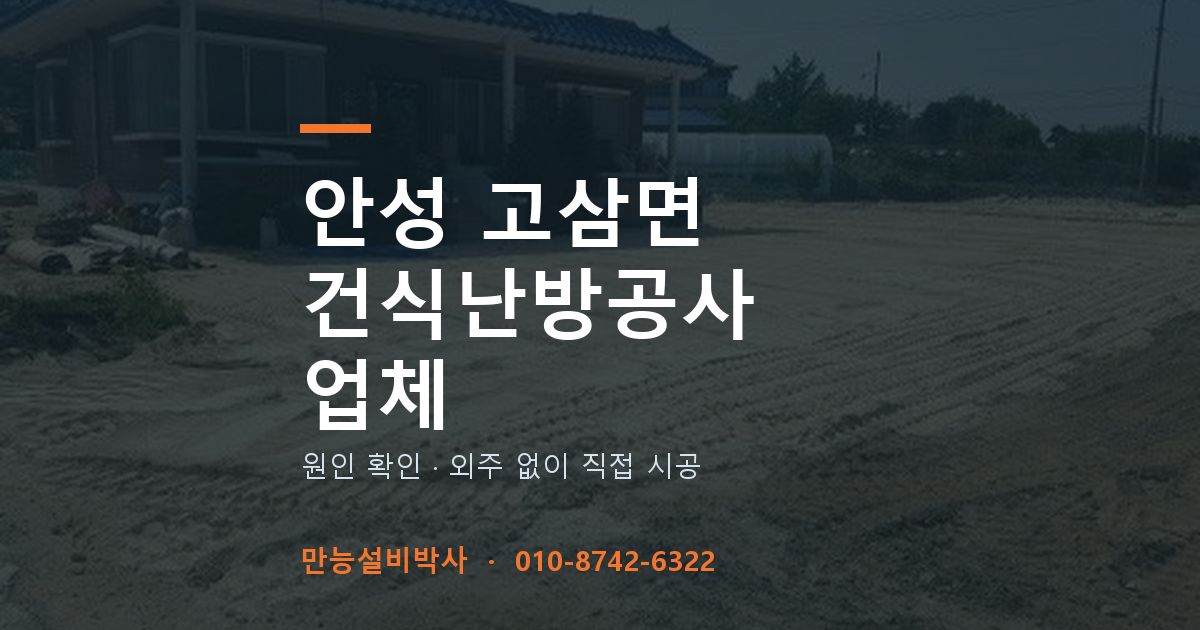 안성 고삼면
건식난방공사
업체
원인 확인 · 외주 없이 직접 시공
만능설비박사 · 010-8742-6322